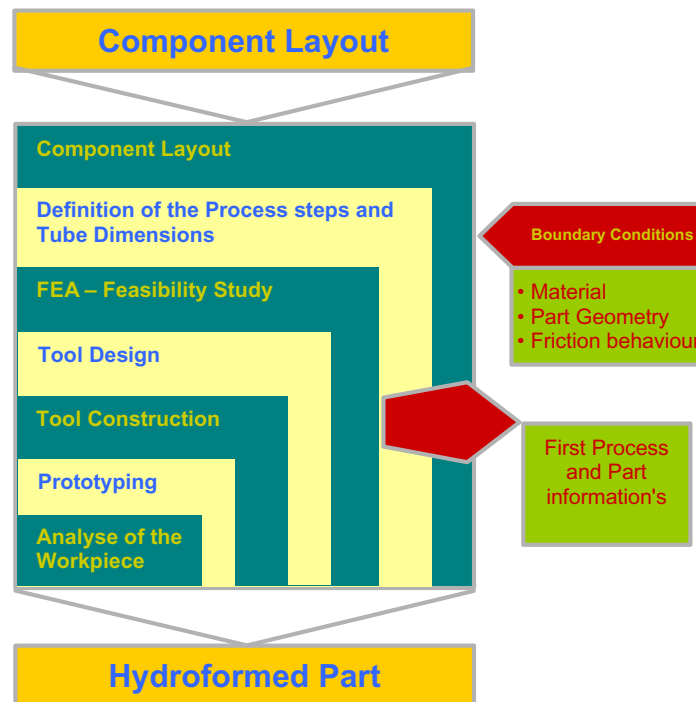 Component Layout
Component Layout
Definition of the Process steps and
Tube Dimensions
FEA – Feasibility Study
Tool Design
Tool Construction
Prototyping
Analyse of the
Workpiece
Boundary Conditions
• Material
• Part Geometry
• Friction behaviour
First Process
and Part
information's
Hydroformed Part